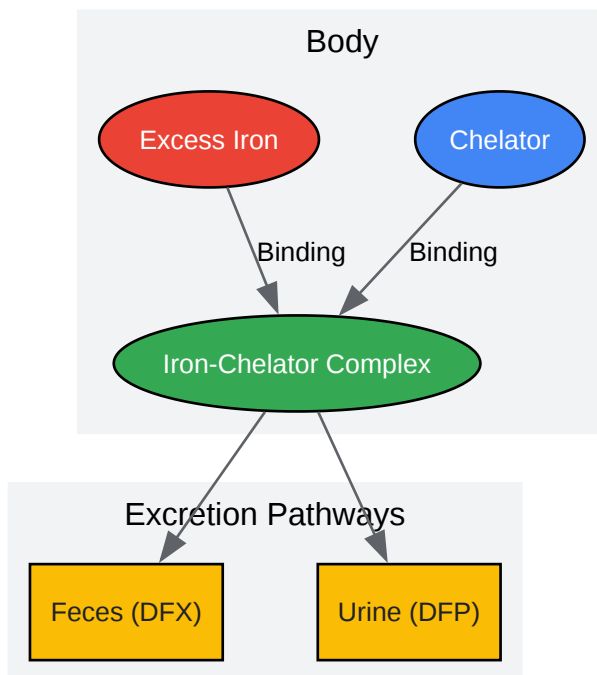 Body
Excess Iron
Chelator
Binding
Binding
Iron-Chelator Complex
Excretion Pathways
Feces (DFX)
Urine (DFP)